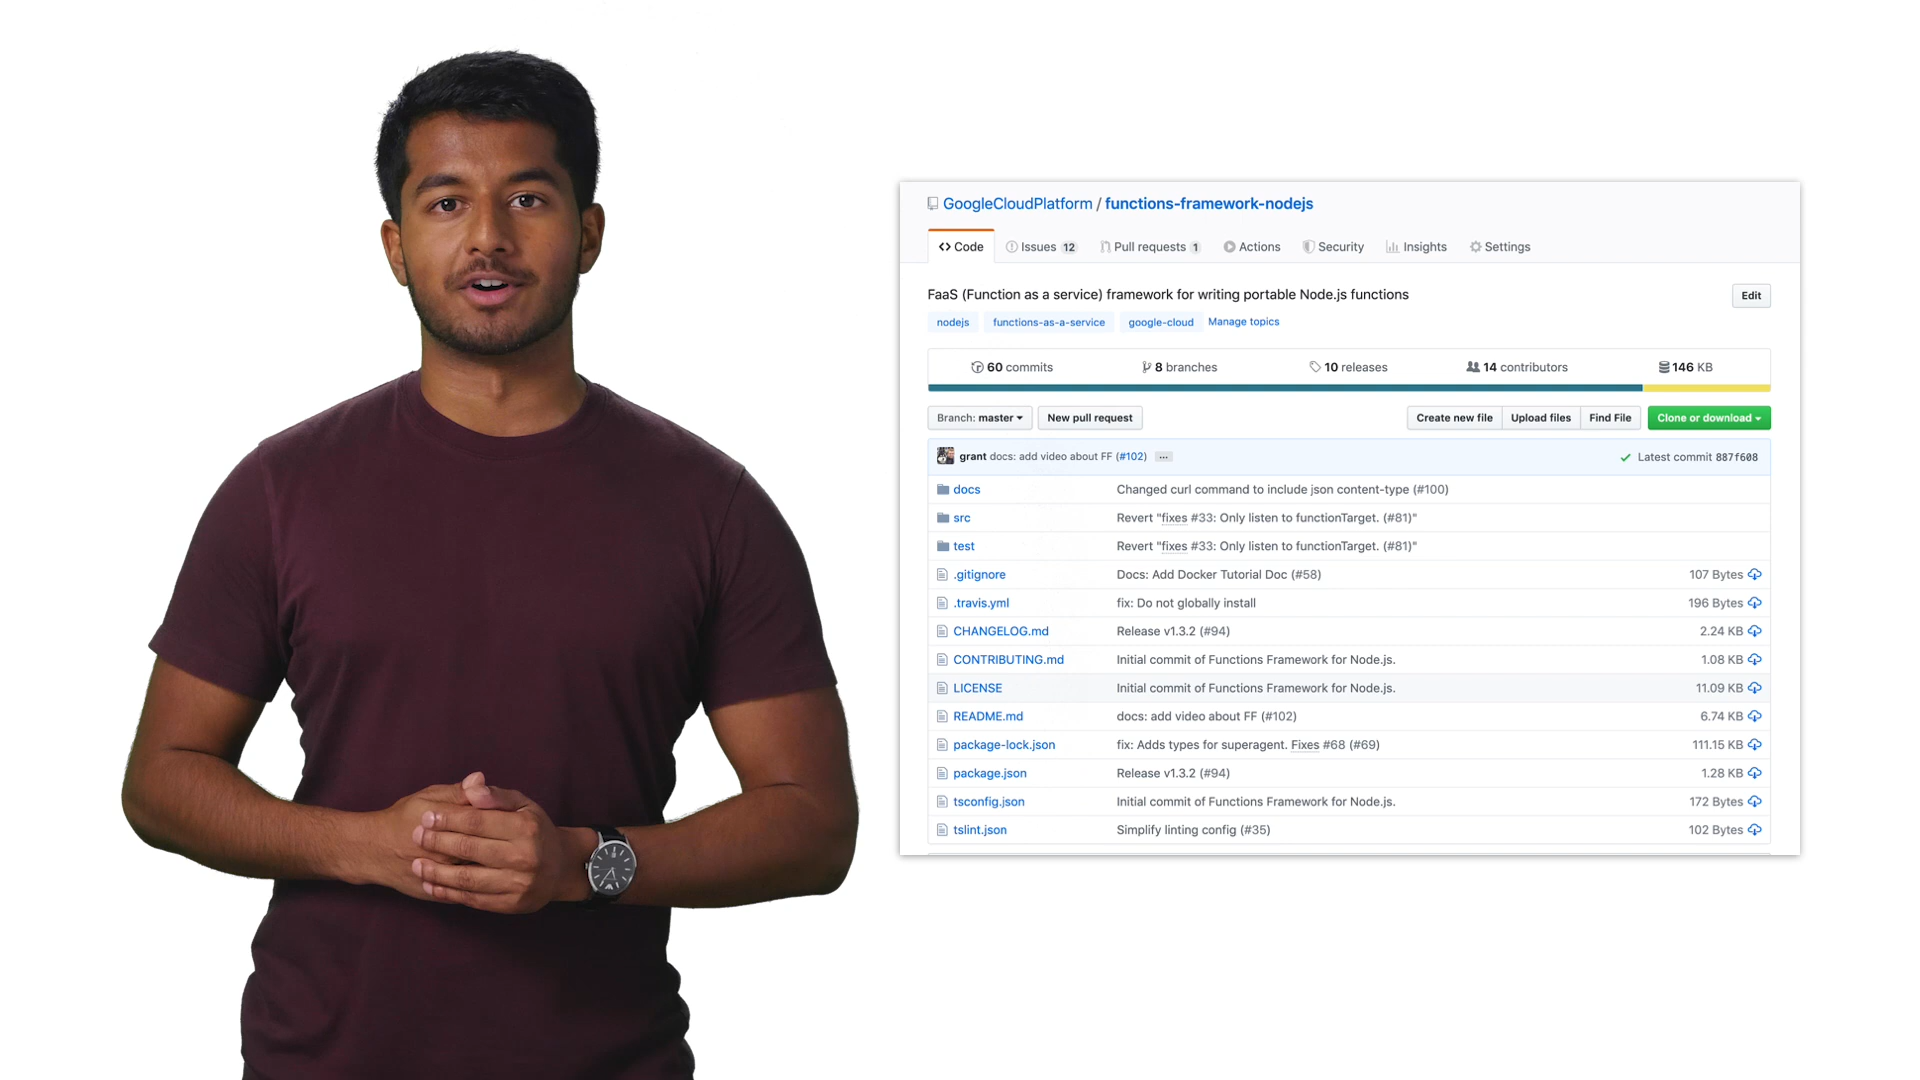 GoogleCloudPlatform / functions-framework-nodejs
Code Issues 12 Pull requests 1 Actions Security Insights Settings
FaaS (Function as a service) framework for writing portable Node.js functions
Edit
nodejs functions-as-a-service google-cloud Manage topics
60 commits 8 branches 10 releases 14 contributors 146 KB
Branch: master New pull request Create new file Upload files Find File Clone or download
grant docs: add video about FF (#102) ... Latest commit 887f608
docs Changed curl command to include json content-type (#100)
src Revert "fixes #33: Only listen to functionTarget. (#81)"
test Revert "fixes #33: Only listen to functionTarget. (#81)"
.gitignore Docs: Add Docker Tutorial Doc (#58) 107 Bytes
.travis.yml fix: Do not globally install 196 Bytes
CHANGELOG.md Release v1.3.2 (#94) 2.24 KB
CONTRIBUTING.md Initial commit of Functions Framework for Node.js. 1.08 KB
LICENSE Initial commit of Functions Framework for Node.js. 11.09 KB
README.md docs: add video about FF (#102) 6.74 KB
package-lock.json fix: Adds types for superagent. Fixes #68 (#69) 111.15 KB
package.json Release v1.3.2 (#94) 1.28 KB
tsconfig.json Initial commit of Functions Framework for Node.js. 172 Bytes
tslint.json Simplify linting config (#35) 102 Bytes